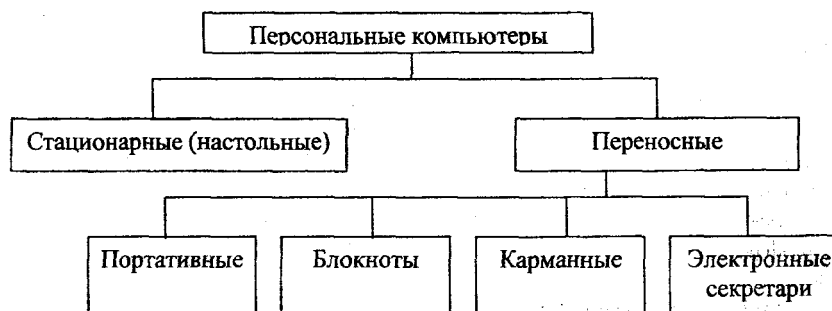 Персональные компьютеры
Стационарные (настольные)
Переносные
Портативные
Блокноты
Карманные
Электронные
секретари